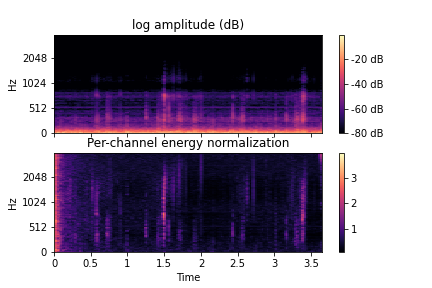 log amplitude (dB)
Hz
2048
1024
512
0
-20 dB
-40 dB
-60 dB
-80 dB
Per-channel energy normalization
Hz
2048
1024
512
0
3
2
1
0 0.5 1 1.5 2 2.5 3 3.5
Time